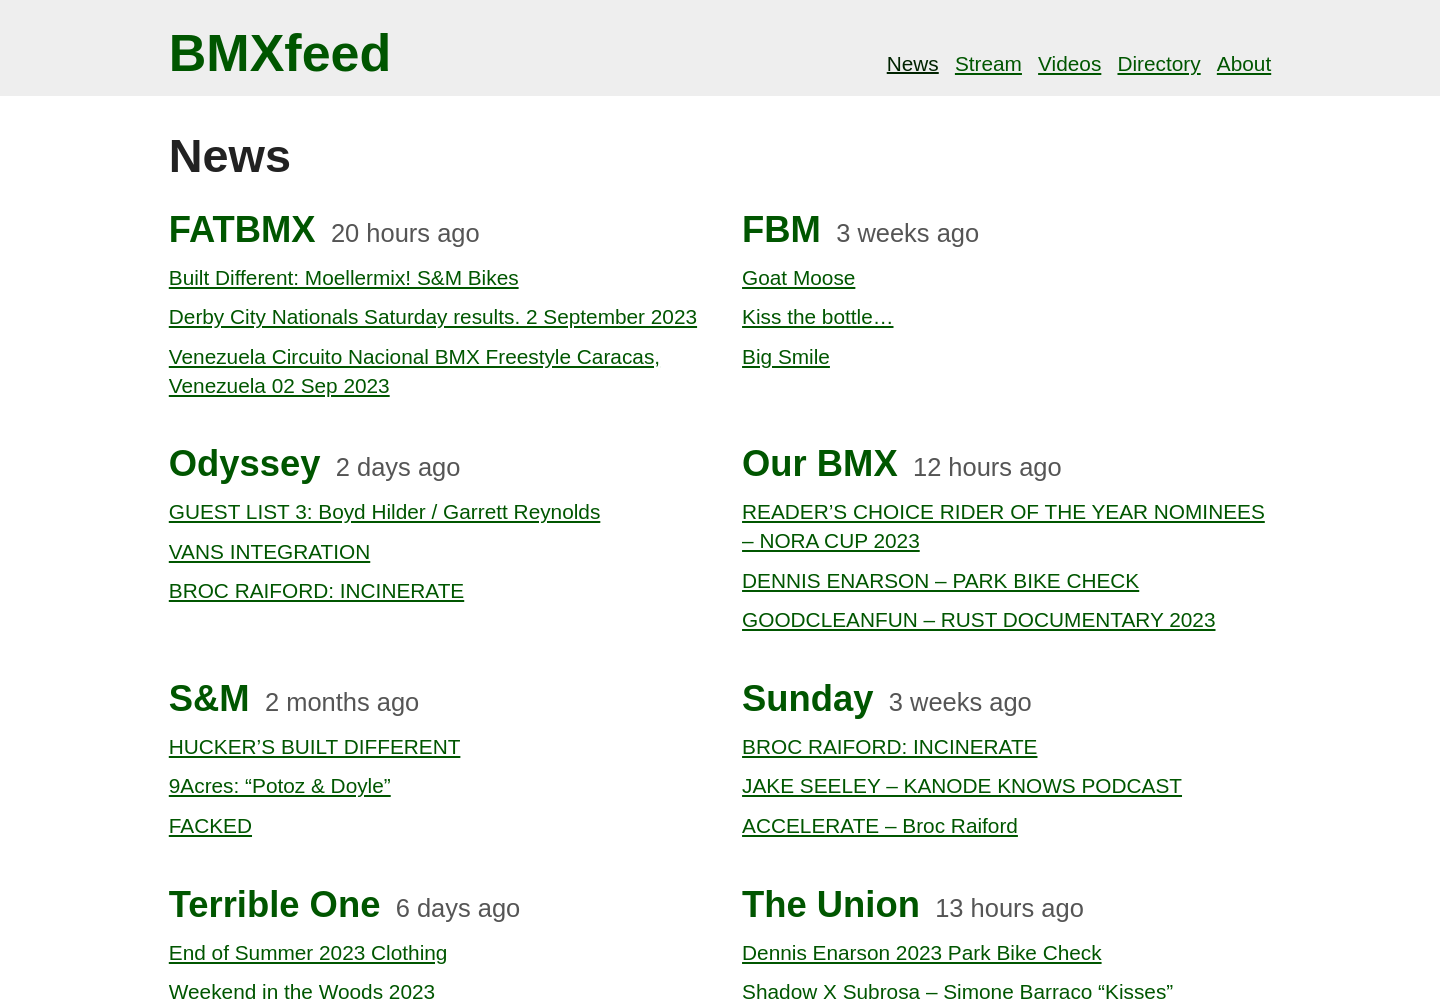 BMXfeed
News Stream Videos Directory About
News
FATBMX 20 hours ago
Built Different: Moellermix! S&M Bikes
Derby City Nationals Saturday results. 2 September 2023
Venezuela Circuito Nacional BMX Freestyle Caracas,
Venezuela 02 Sep 2023
FBM 3 weeks ago
Goat Moose
Kiss the bottle…
Big Smile
Odyssey 2 days ago
GUEST LIST 3: Boyd Hilder / Garrett Reynolds
VANS INTEGRATION
BROC RAIFORD: INCINERATE
Our BMX 12 hours ago
READER’S CHOICE RIDER OF THE YEAR NOMINEES
– NORA CUP 2023
DENNIS ENARSON – PARK BIKE CHECK
GOODCLEANFUN – RUST DOCUMENTARY 2023
S&M 2 months ago
HUCKER’S BUILT DIFFERENT
9Acres: “Potoz & Doyle”
FACKED
Sunday 3 weeks ago
BROC RAIFORD: INCINERATE
JAKE SEELEY – KANODE KNOWS PODCAST
ACCELERATE – Broc Raiford
Terrible One 6 days ago
End of Summer 2023 Clothing
Weekend in the Woods 2023
The Union 13 hours ago
Dennis Enarson 2023 Park Bike Check
Shadow X Subrosa – Simone Barraco “Kisses”